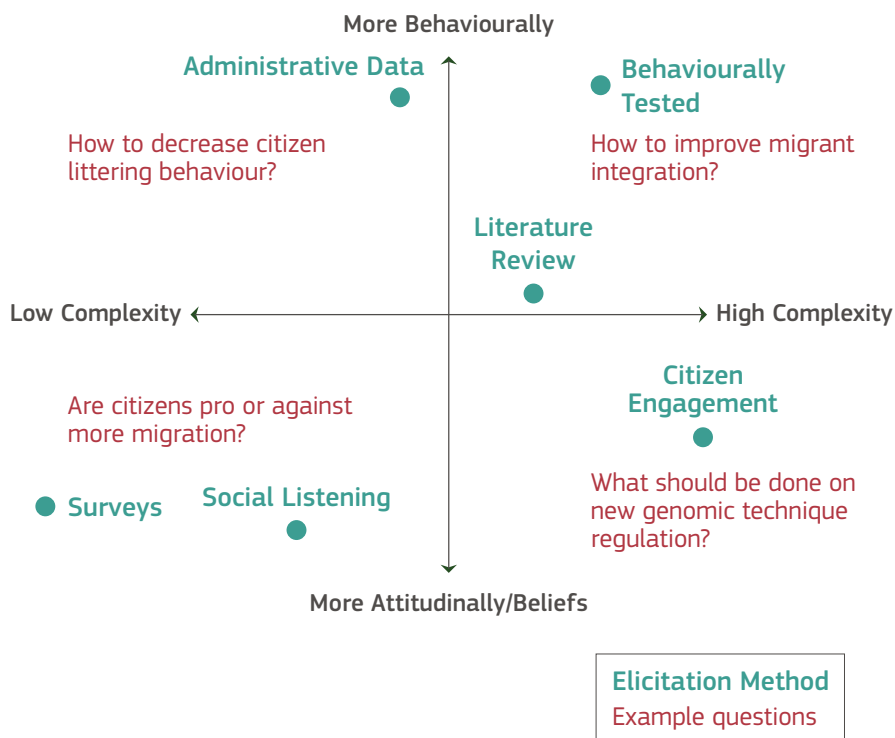 More Behaviourally
Administrative Data
Behaviourally
Tested
How to decrease citizen
littering behaviour?
How to improve migrant
integration?
Literature
Review
Low Complexity
High Complexity
Citizen
Engagement
Are citizens pro or against
more migration?
What should be done on
new genomic technique
regulation?
Surveys
Social Listening
More Attitudinally/Beliefs
Elicitation Method
Example questions